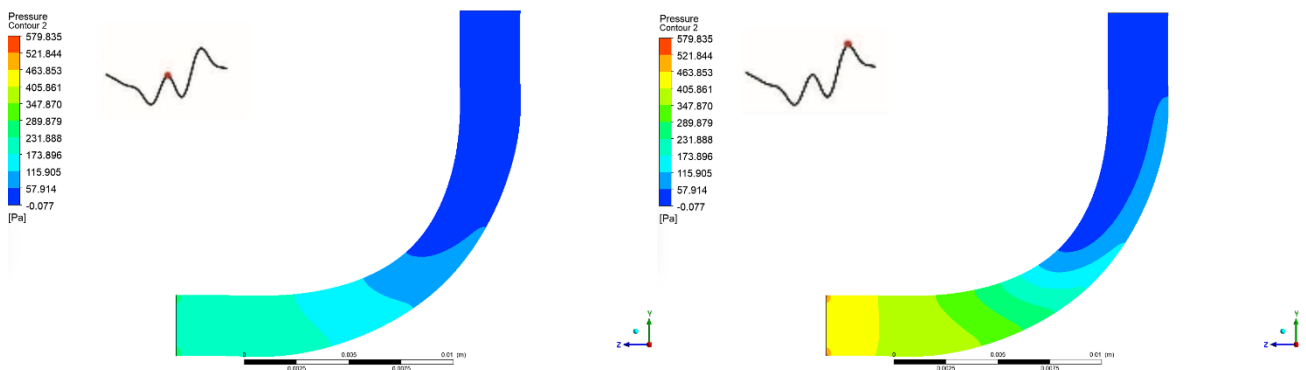 Pressure
Contour 2
579.835
521.844
463.853
405.861
347.870
289.879
231.888
173.896
115.905
57.914
-0.077
[Pa]
0 0.005 0.01 (m)
0.0025 0.0075
Z Y
Pressure
Contour 2
579.835
521.844
463.853
405.861
347.870
289.879
231.888
173.896
115.905
57.914
-0.077
[Pa]
0 0.005 0.01 (m)
0.0025 0.0075
Z Y